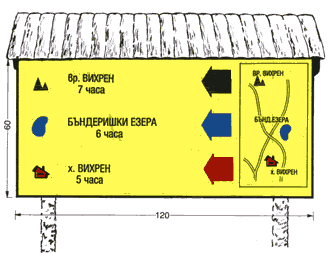 вр. ВИХРЕН
7 часа
БЪНДЕРИШКИ ЕЗЕРА
6 часа
х. ВИХРЕН
5 часа
ВР. ВИХРЕН
БЪНД.ЕЗЕРА
х. ВИХРЕН
60
120